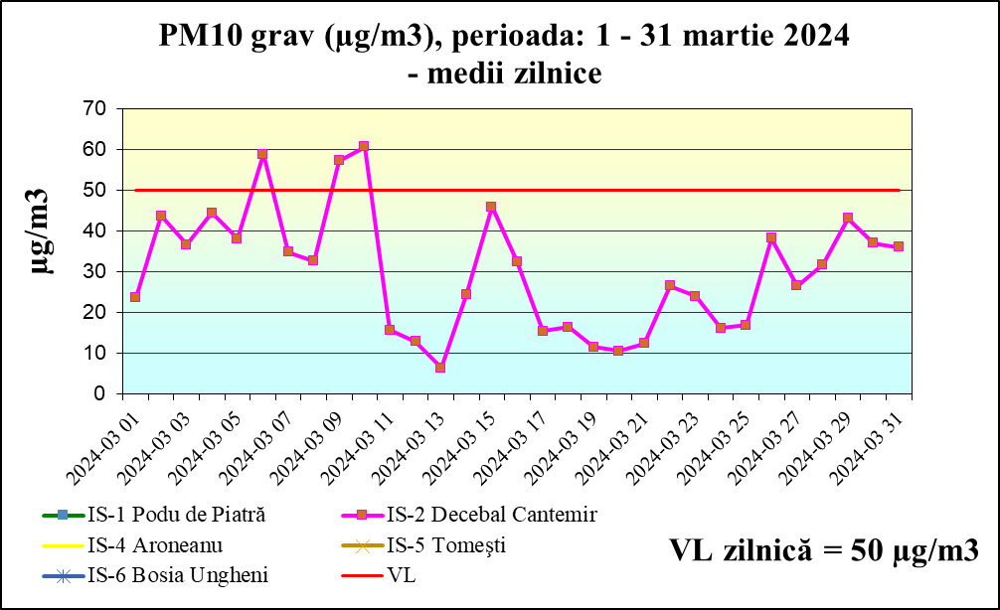 PM10 grav (µg/m3), perioada: 1 - 31 martie 2024
- medii zilnice
µg/m3
70
60
50
40
30
20
10
0
2024-03 01
2024-03 03
2024-03 05
2024-03 07
2024-03 09
2024-03 11
2024-03 13
2024-03 15
2024-03 17
2024-03 19
2024-03 21
2024-03 23
2024-03 25
2024-03 27
2024-03 29
2024-03 31
IS-1 Podu de Piatră
IS-2 Decebal Cantemir
IS-4 Aroneanu
IS-5 Tomeşti
IS-6 Bosia Ungheni
VL
VL zilnică = 50 µg/m3